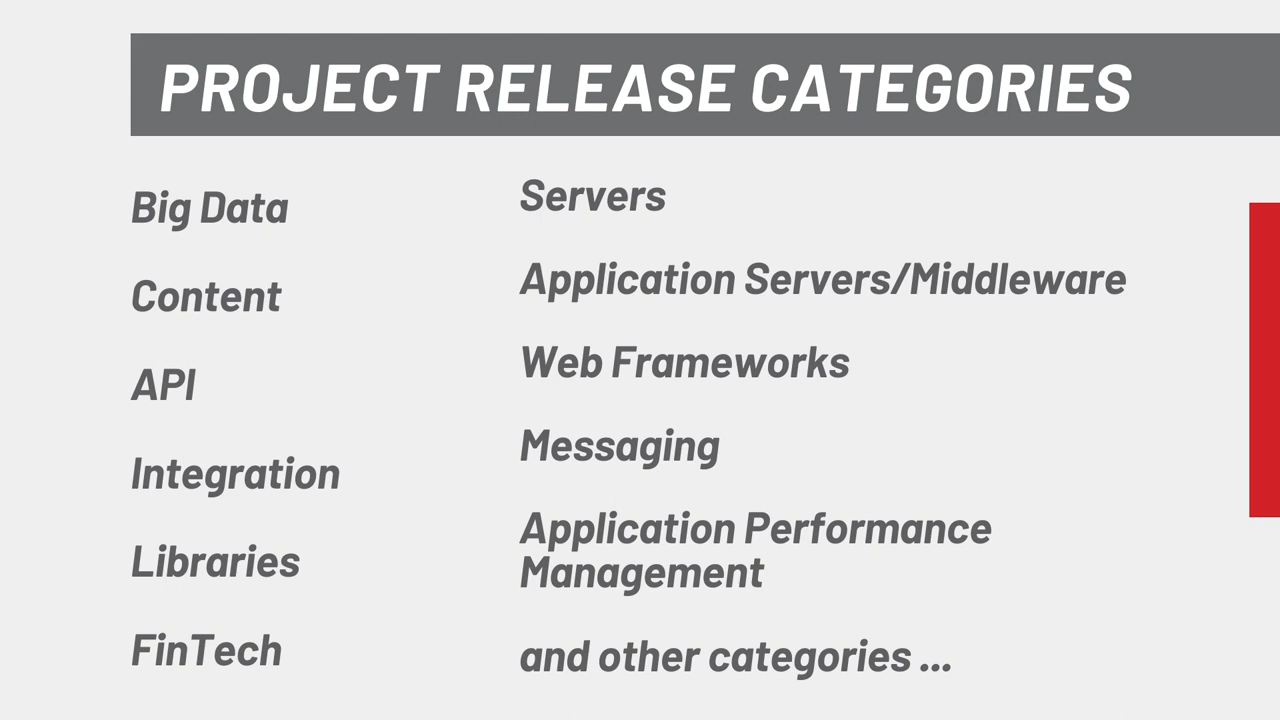 PROJECT RELEASE CATEGORIES
Big Data
Content
API
Integration
Libraries
FinTech
Servers
Application Servers/Middleware
Web Frameworks
Messaging
Application Performance
Management
and other categories ...